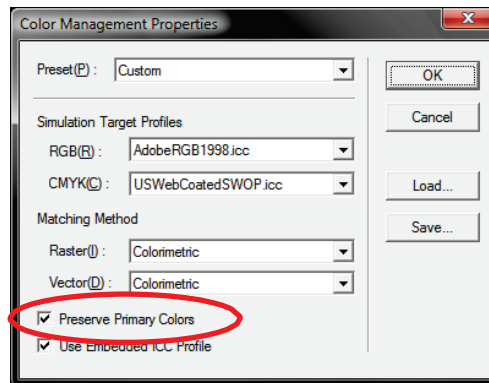 Color Management Properties
Preset(P) : Custom
OK
Cancel
Simulation Target Profiles
RGB(R) : AdobeRGB1998.icc
CMYK(C) : USWebCoatedSWOP.icc
Load...
Save...
Matching Method
Raster(I) : Colorimetric
Vector(D) : Colorimetric
Preserve Primary Colors
Use Embedded ICC Profile